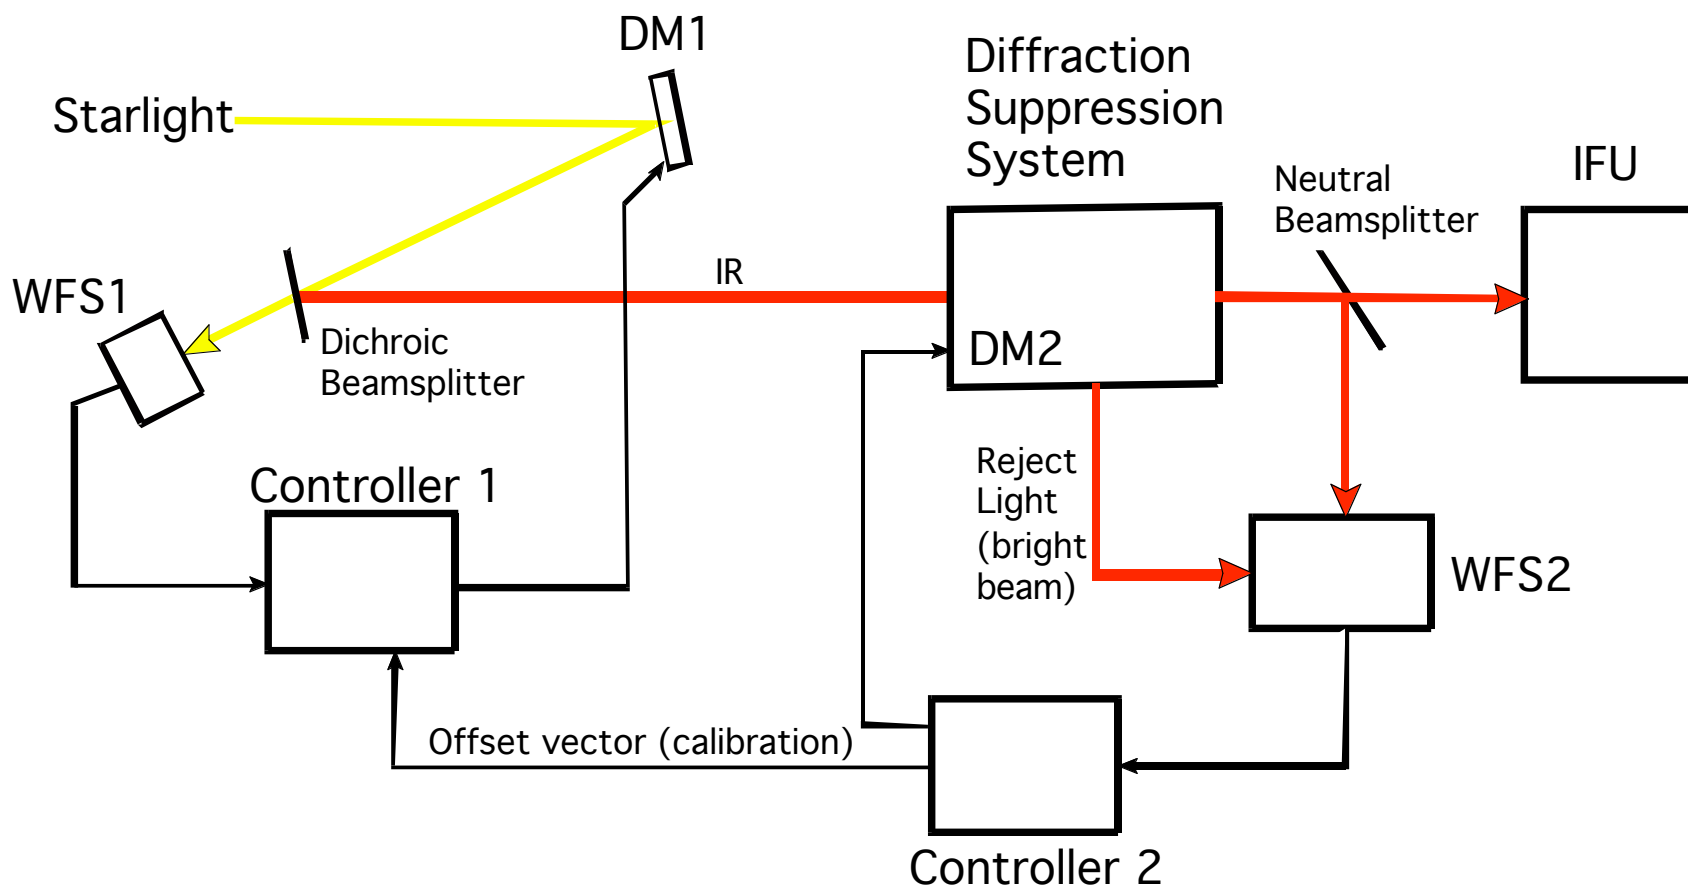 DM1
Starlight
Diffraction
Suppression
System
Neutral
Beamsplitter
IFU
WFS1
IR
Dichroic
Beamsplitter
DM2
Reject
Light
(bright
beam)
Controller 1
WFS2
Offset vector (calibration)
Controller 2